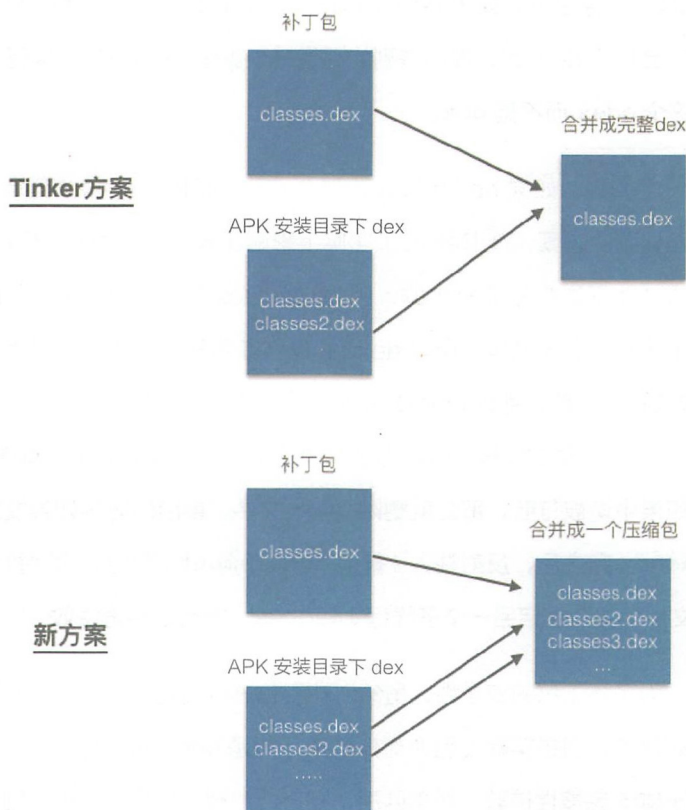 补丁包
classes.dex
合并成完整dex
classes.dex
Tinker方案
APK 安装目录下 dex
classes.dex
classes2.dex
补丁包
classes.dex
合并成一个压缩包
classes.dex
classes2.dex
classes3.dex
...
新方案
APK 安装目录下 dex
classes.dex
classes2.dex
.....